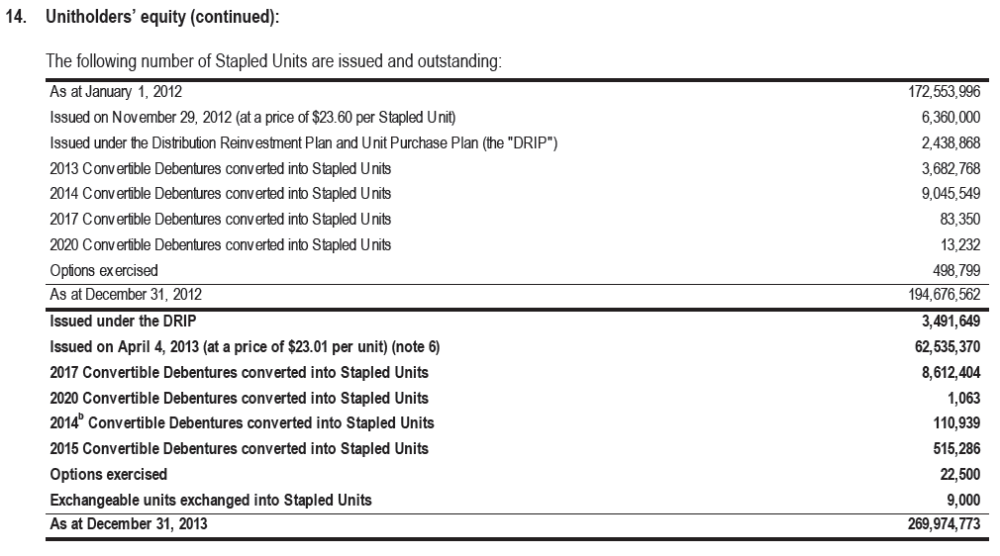 14. Unitholders’ equity (continued):
The following number of Stapled Units are issued and outstanding:
As at January 1, 2012 172,553,996
Issued on November 29, 2012 (at a price of $23.60 per Stapled Unit) 6,360,000
Issued under the Distribution Reinvestment Plan and Unit Purchase Plan (the "DRIP") 2,438,868
2013 Convertible Debentures converted into Stapled Units 3,682,768
2014 Convertible Debentures converted into Stapled Units 9,045,549
2017 Convertible Debentures converted into Stapled Units 83,350
2020 Convertible Debentures converted into Stapled Units 13,232
Options exercised 498,799
As at December 31, 2012 194,676,562
Issued under the DRIP 3,491,649
Issued on April 4, 2013 (at a price of $23.01 per unit) (note 6) 62,535,370
2017 Convertible Debentures converted into Stapled Units 8,612,404
2020 Convertible Debentures converted into Stapled Units 1,063
2014ᵇ Convertible Debentures converted into Stapled Units 110,939
2015 Convertible Debentures converted into Stapled Units 515,286
Options exercised 22,500
Exchangeable units exchanged into Stapled Units 9,000
As at December 31, 2013 269,974,773